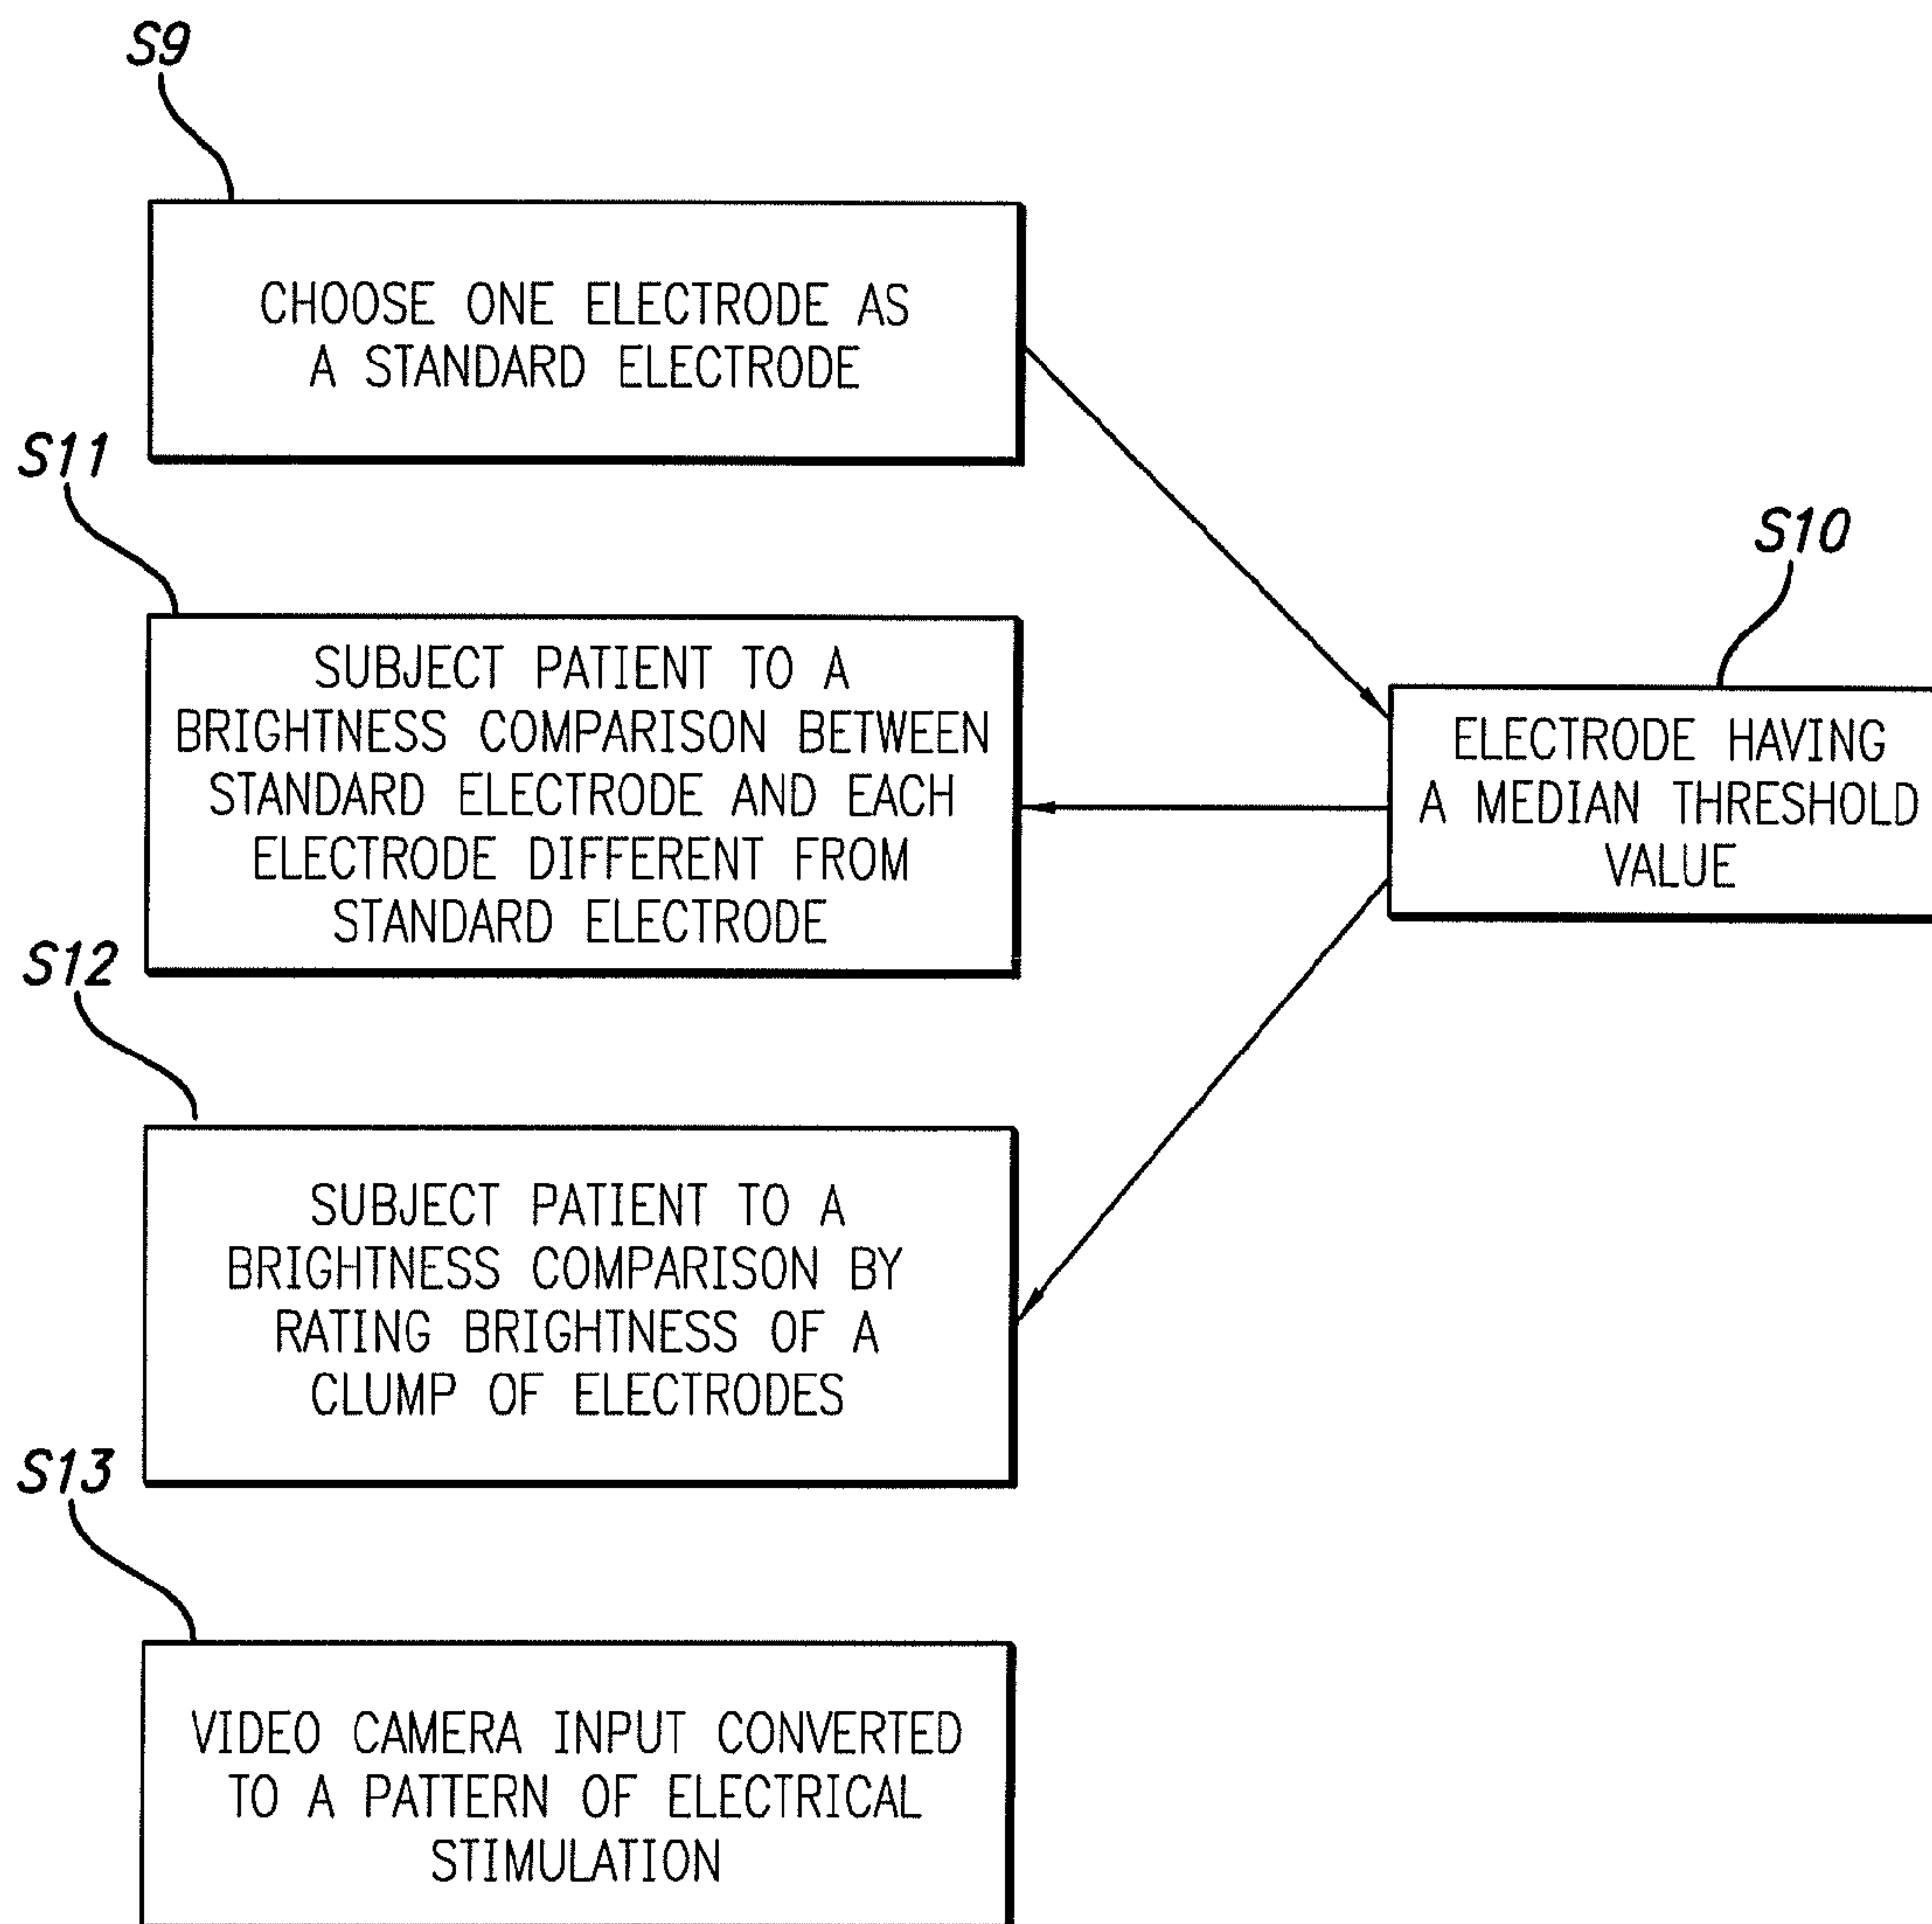 S9
CHOOSE ONE ELECTRODE AS
A STANDARD ELECTRODE
S11
SUBJECT PATIENT TO A
BRIGHTNESS COMPARISON BETWEEN
STANDARD ELECTRODE AND EACH
ELECTRODE DIFFERENT FROM
STANDARD ELECTRODE
S10
ELECTRODE HAVING
A MEDIAN THRESHOLD
VALUE
S12
SUBJECT PATIENT TO A
BRIGHTNESS COMPARISON BY
RATING BRIGHTNESS OF A
CLUMP OF ELECTRODES
S13
VIDEO CAMERA INPUT CONVERTED
TO A PATTERN OF ELECTRICAL
STIMULATION